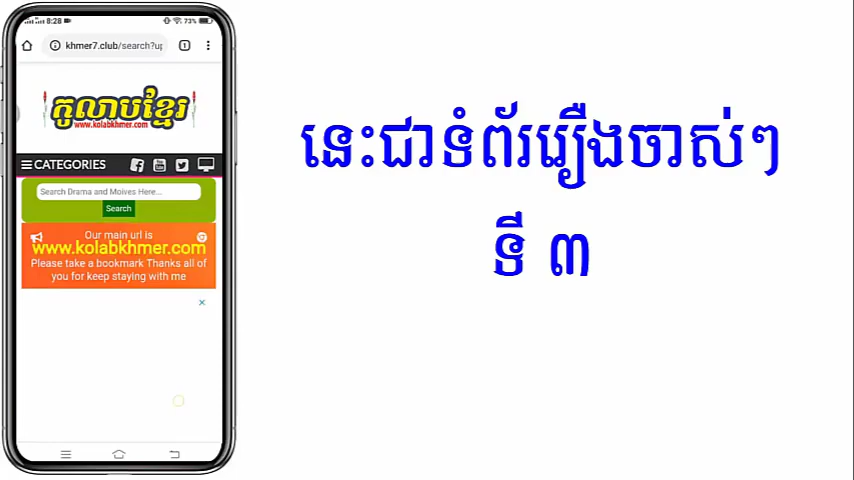 8:28
73%
khmer7.club/search?up
1
កូលាបខ្មែរ
www.kolabkhmer.com
CATEGORIES
Search Drama and Moives Here...
Search
Our main url is
www.kolabkhmer.com
Please take a bookmark Thanks all of
you for keep staying with me
នេះជាទំព័ររឿងចាស់ៗ
ទី ៣